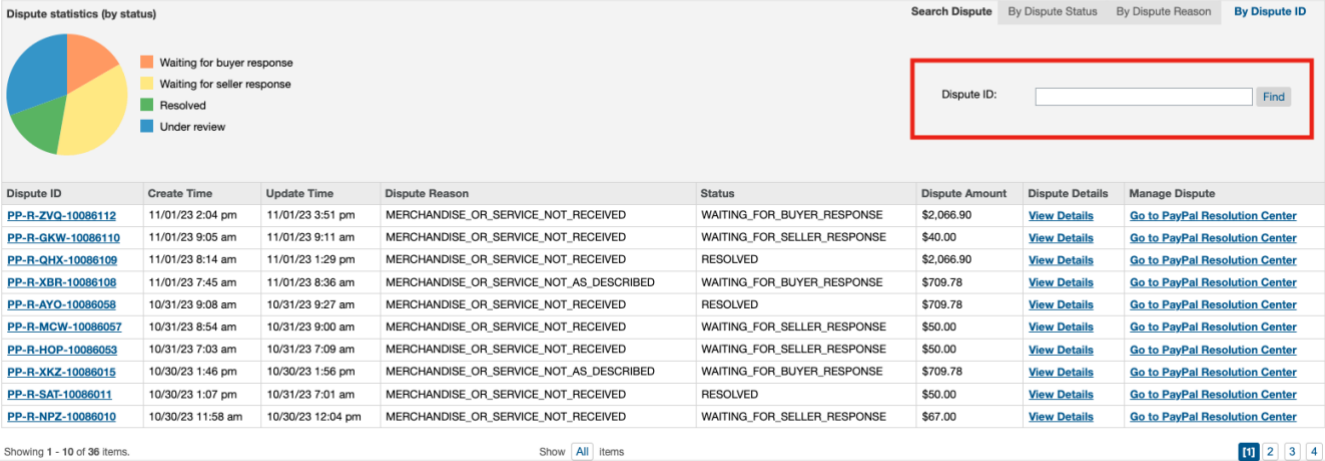 Dispute statistics (by status)
Search Dispute By Dispute Status By Dispute Reason By Dispute ID
Waiting for buyer response
Waiting for seller response
Resolved
Under review
Dispute ID: Find
Dispute ID Create Time Update Time Dispute Reason Status Dispute Amount Dispute Details Manage Dispute
PP-R-ZVQ-10086112 11/01/23 2:04 pm 11/01/23 3:51 pm MERCHANDISE_OR_SERVICE_NOT_RECEIVED WAITING_FOR_BUYER_RESPONSE $2,066.90 View Details Go to PayPal Resolution Center
PP-R-GKW-10086110 11/01/23 9:05 am 11/01/23 9:11 am MERCHANDISE_OR_SERVICE_NOT_RECEIVED WAITING_FOR_SELLER_RESPONSE $40.00 View Details Go to PayPal Resolution Center
PP-R-QHX-10086109 11/01/23 8:14 am 11/01/23 1:29 pm MERCHANDISE_OR_SERVICE_NOT_RECEIVED RESOLVED $2,066.90 View Details Go to PayPal Resolution Center
PP-R-XBR-10086108 11/01/23 7:45 am 11/01/23 8:36 am MERCHANDISE_OR_SERVICE_NOT_AS_DESCRIBED WAITING_FOR_BUYER_RESPONSE $709.78 View Details Go to PayPal Resolution Center
PP-R-AYO-10086058 10/31/23 9:08 am 10/31/23 9:27 am MERCHANDISE_OR_SERVICE_NOT_RECEIVED RESOLVED $709.78 View Details Go to PayPal Resolution Center
PP-R-MCW-10086057 10/31/23 8:54 am 10/31/23 9:00 am MERCHANDISE_OR_SERVICE_NOT_RECEIVED WAITING_FOR_SELLER_RESPONSE $50.00 View Details Go to PayPal Resolution Center
PP-R-HOP-10086053 10/31/23 7:03 am 10/31/23 7:09 am MERCHANDISE_OR_SERVICE_NOT_RECEIVED WAITING_FOR_SELLER_RESPONSE $50.00 View Details Go to PayPal Resolution Center
PP-R-XKZ-10086015 10/30/23 1:46 pm 10/30/23 1:56 pm MERCHANDISE_OR_SERVICE_NOT_AS_DESCRIBED WAITING_FOR_BUYER_RESPONSE $709.78 View Details Go to PayPal Resolution Center
PP-R-SAT-10086011 10/30/23 1:07 pm 10/31/23 7:01 am MERCHANDISE_OR_SERVICE_NOT_RECEIVED RESOLVED $50.00 View Details Go to PayPal Resolution Center
PP-R-NPZ-10086010 10/30/23 11:58 am 10/30/23 12:04 pm MERCHANDISE_OR_SERVICE_NOT_RECEIVED WAITING_FOR_SELLER_RESPONSE $67.00 View Details Go to PayPal Resolution Center
Showing 1 - 10 of 36 items. Show All items [1] 2 3 4